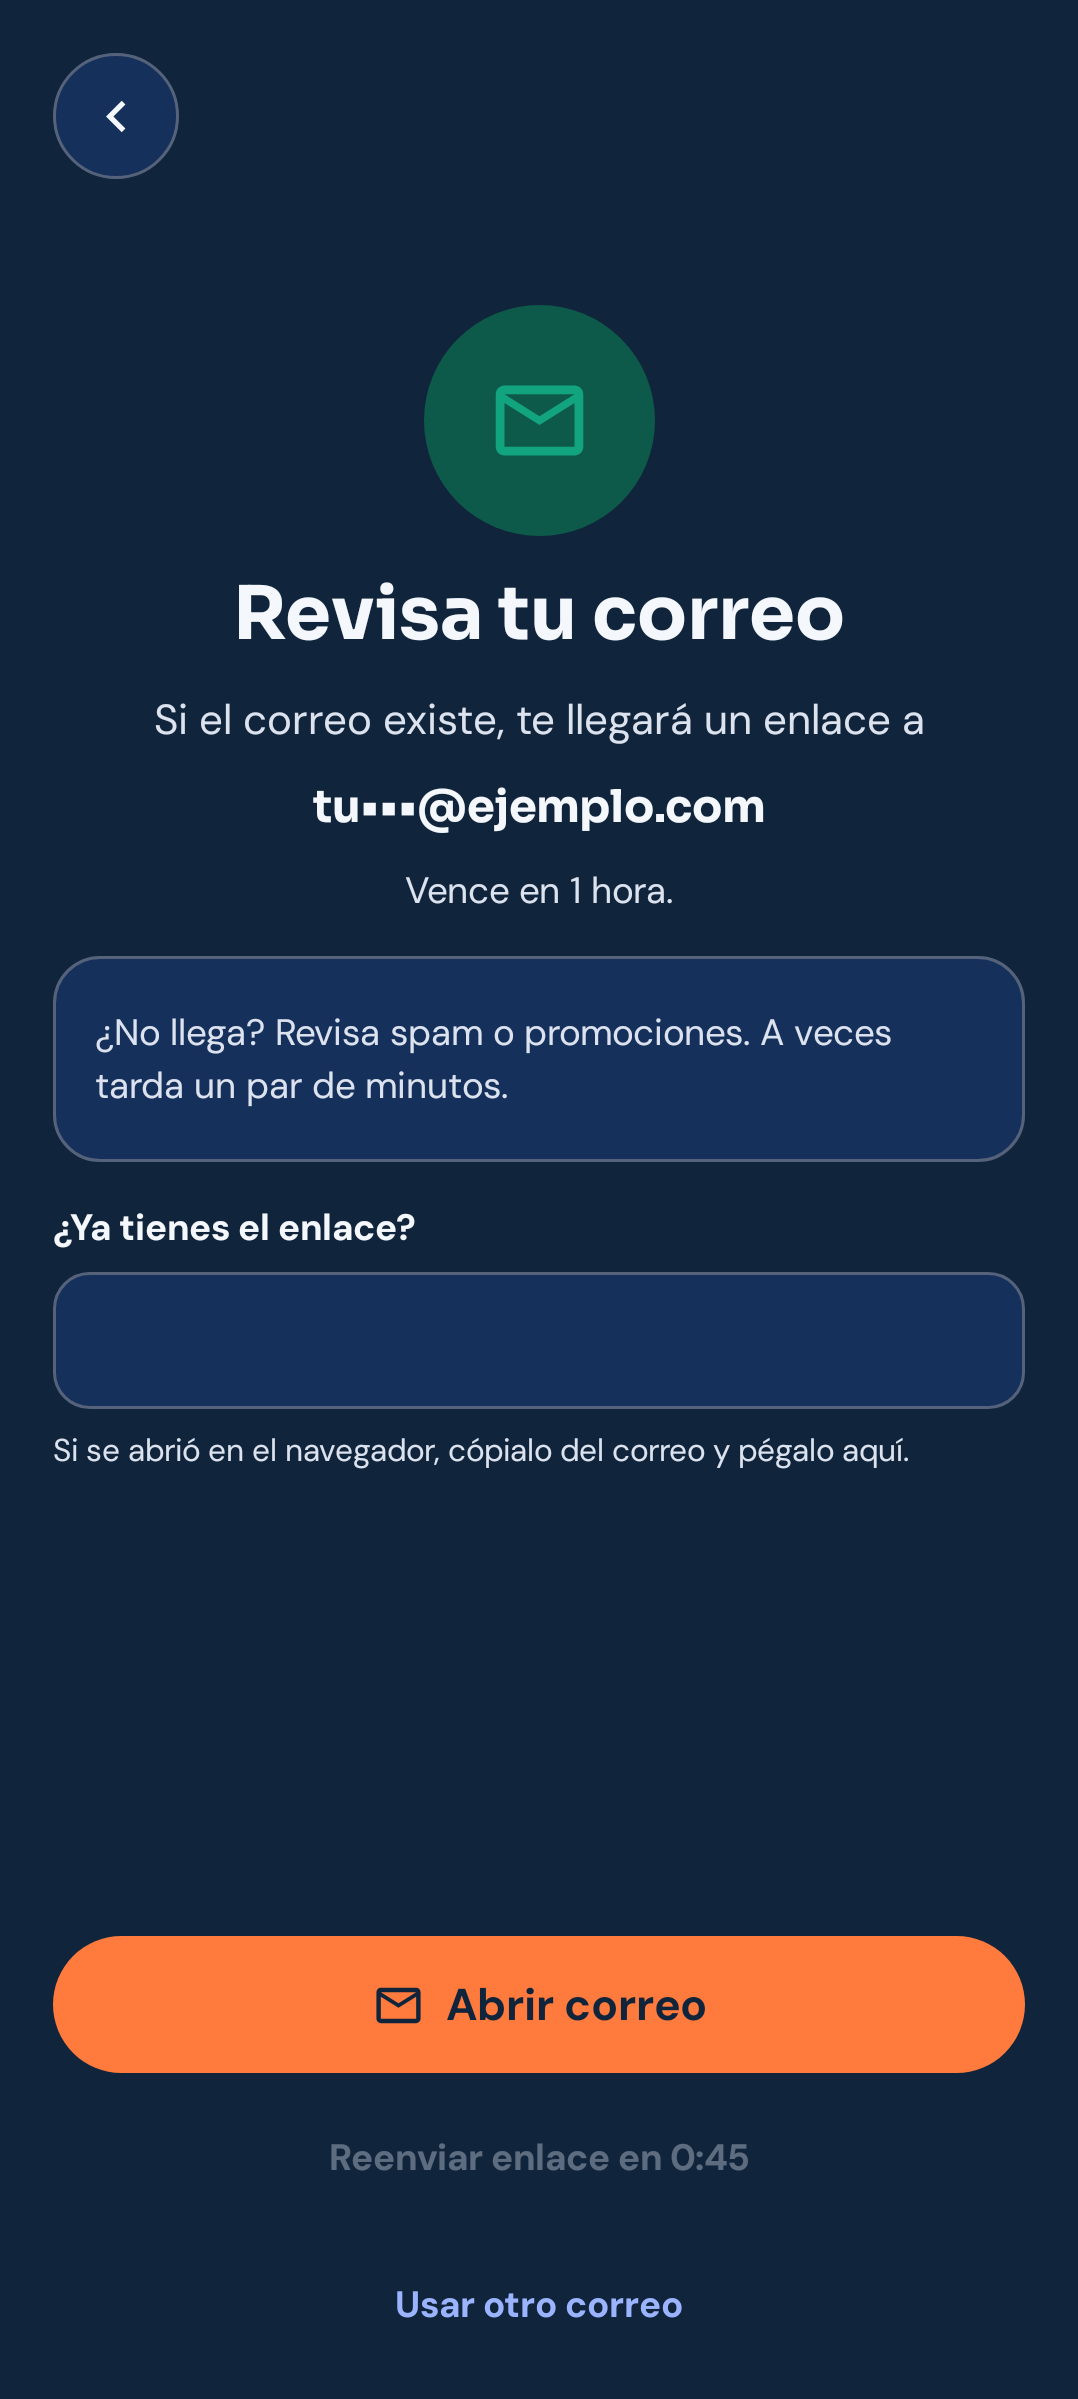 Revisa tu correo
Si el correo existe, te llegará un enlace a
tu▪▪▪@ejemplo.com
Vence en 1 hora.
¿No llega? Revisa spam o promociones. A veces
tarda un par de minutos.
¿Ya tienes el enlace?
Si se abrió en el navegador, cópialo del correo y pégalo aquí.
Abrir correo
Reenviar enlace en 0:45
Usar otro correo